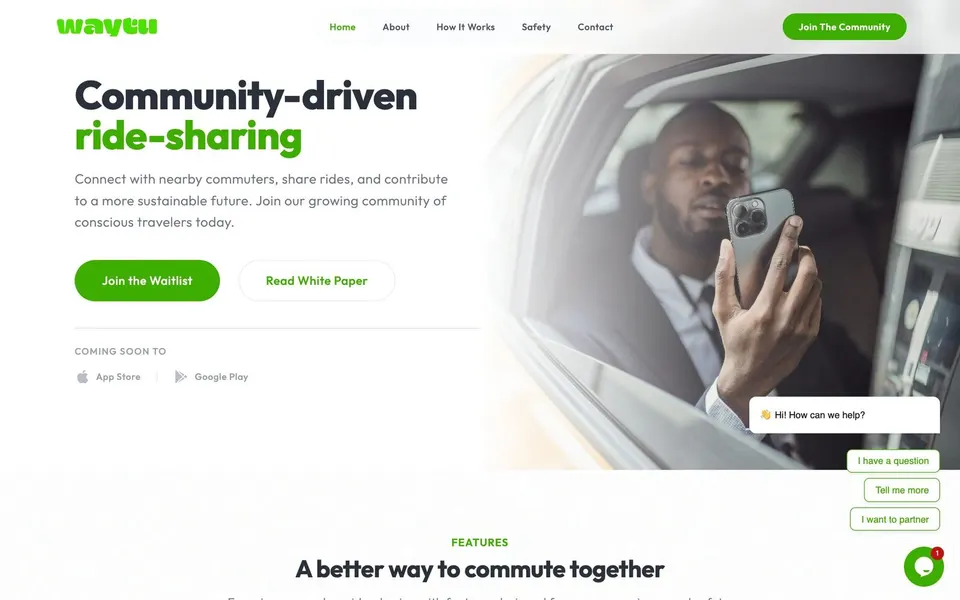 waytu
Home About How It Works Safety Contact
Join The Community
Community-driven
ride-sharing
Connect with nearby commuters, share rides, and contribute
to a more sustainable future. Join our growing community of
conscious travelers today.
Join the Waitlist Read White Paper
COMING SOON TO
App Store Google Play
👋 Hi! How can we help?
I have a question
Tell me more
I want to partner
1
FEATURES
A better way to commute together